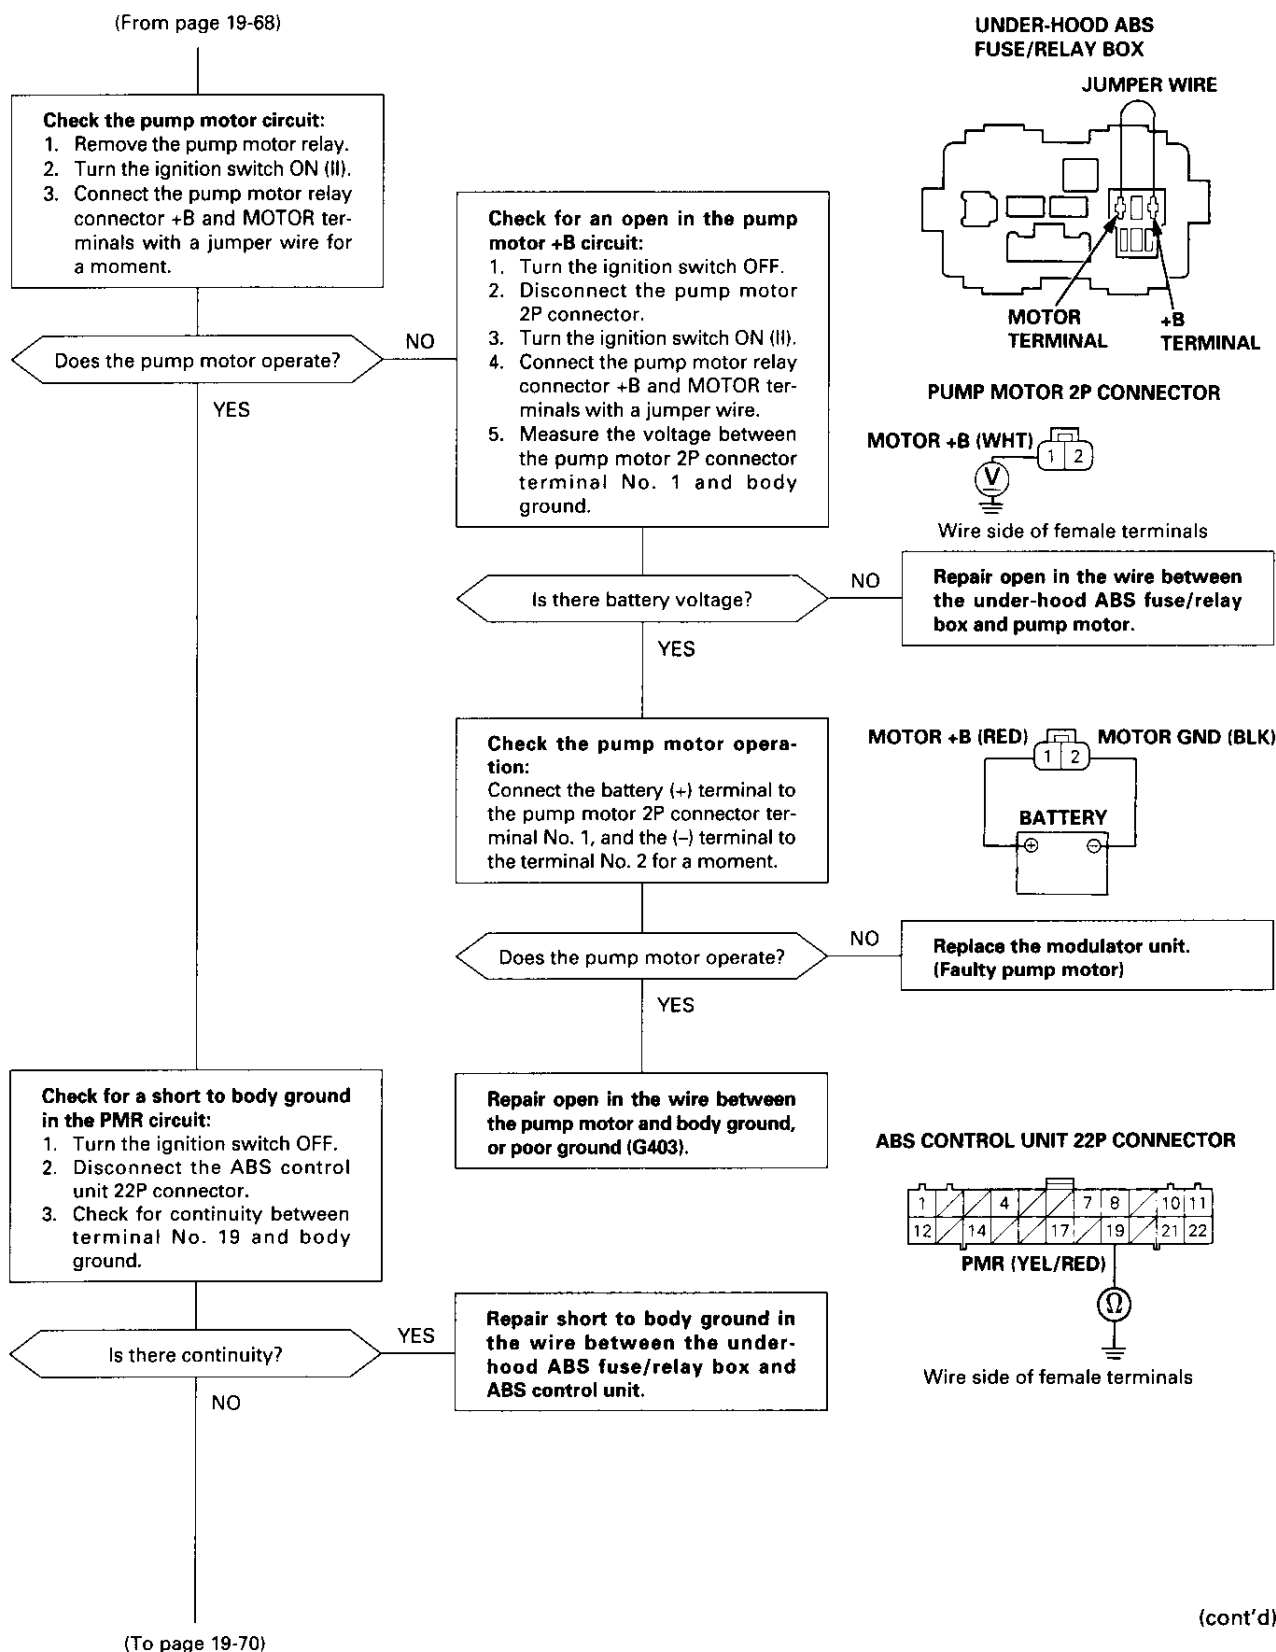 (From page 19-68)
Check the pump motor circuit:
1. Remove the pump motor relay.
2. Turn the ignition switch ON (II).
3. Connect the pump motor relay
connector +B and MOTOR ter-
minals with a jumper wire for
a moment.
Does the pump motor operate?
NO
YES
Check for an open in the pump
motor +B circuit:
1. Turn the ignition switch OFF.
2. Disconnect the pump motor
2P connector.
3. Turn the ignition switch ON (II).
4. Connect the pump motor relay
connector +B and MOTOR ter-
minals with a jumper wire.
5. Measure the voltage between
the pump motor 2P connector
terminal No. 1 and body
ground.
UNDER-HOOD ABS
FUSE/RELAY BOX
JUMPER WIRE
MOTOR
TERMINAL
+B
TERMINAL
PUMP MOTOR 2P CONNECTOR
MOTOR +B (WHT)
1 2
V
Wire side of female terminals
Is there battery voltage?
NO
YES
Repair open in the wire between
the under-hood ABS fuse/relay
box and pump motor.
Check the pump motor opera-
tion:
Connect the battery (+) terminal to
the pump motor 2P connector ter-
minal No. 1, and the (–) terminal to
the terminal No. 2 for a moment.
MOTOR +B (RED)
1 2
MOTOR GND (BLK)
BATTERY
+ –
Does the pump motor operate?
NO
YES
Replace the modulator unit.
(Faulty pump motor)
Repair open in the wire between
the pump motor and body ground,
or poor ground (G403).
Check for a short to body ground
in the PMR circuit:
1. Turn the ignition switch OFF.
2. Disconnect the ABS control
unit 22P connector.
3. Check for continuity between
terminal No. 19 and body
ground.
ABS CONTROL UNIT 22P CONNECTOR
1 4 7 8 10 11
12 14 17 19 21 22
PMR (YEL/RED)
Ω
Wire side of female terminals
Is there continuity?
YES
NO
Repair short to body ground in
the wire between the under-
hood ABS fuse/relay box and
ABS control unit.
(cont'd)
(To page 19-70)